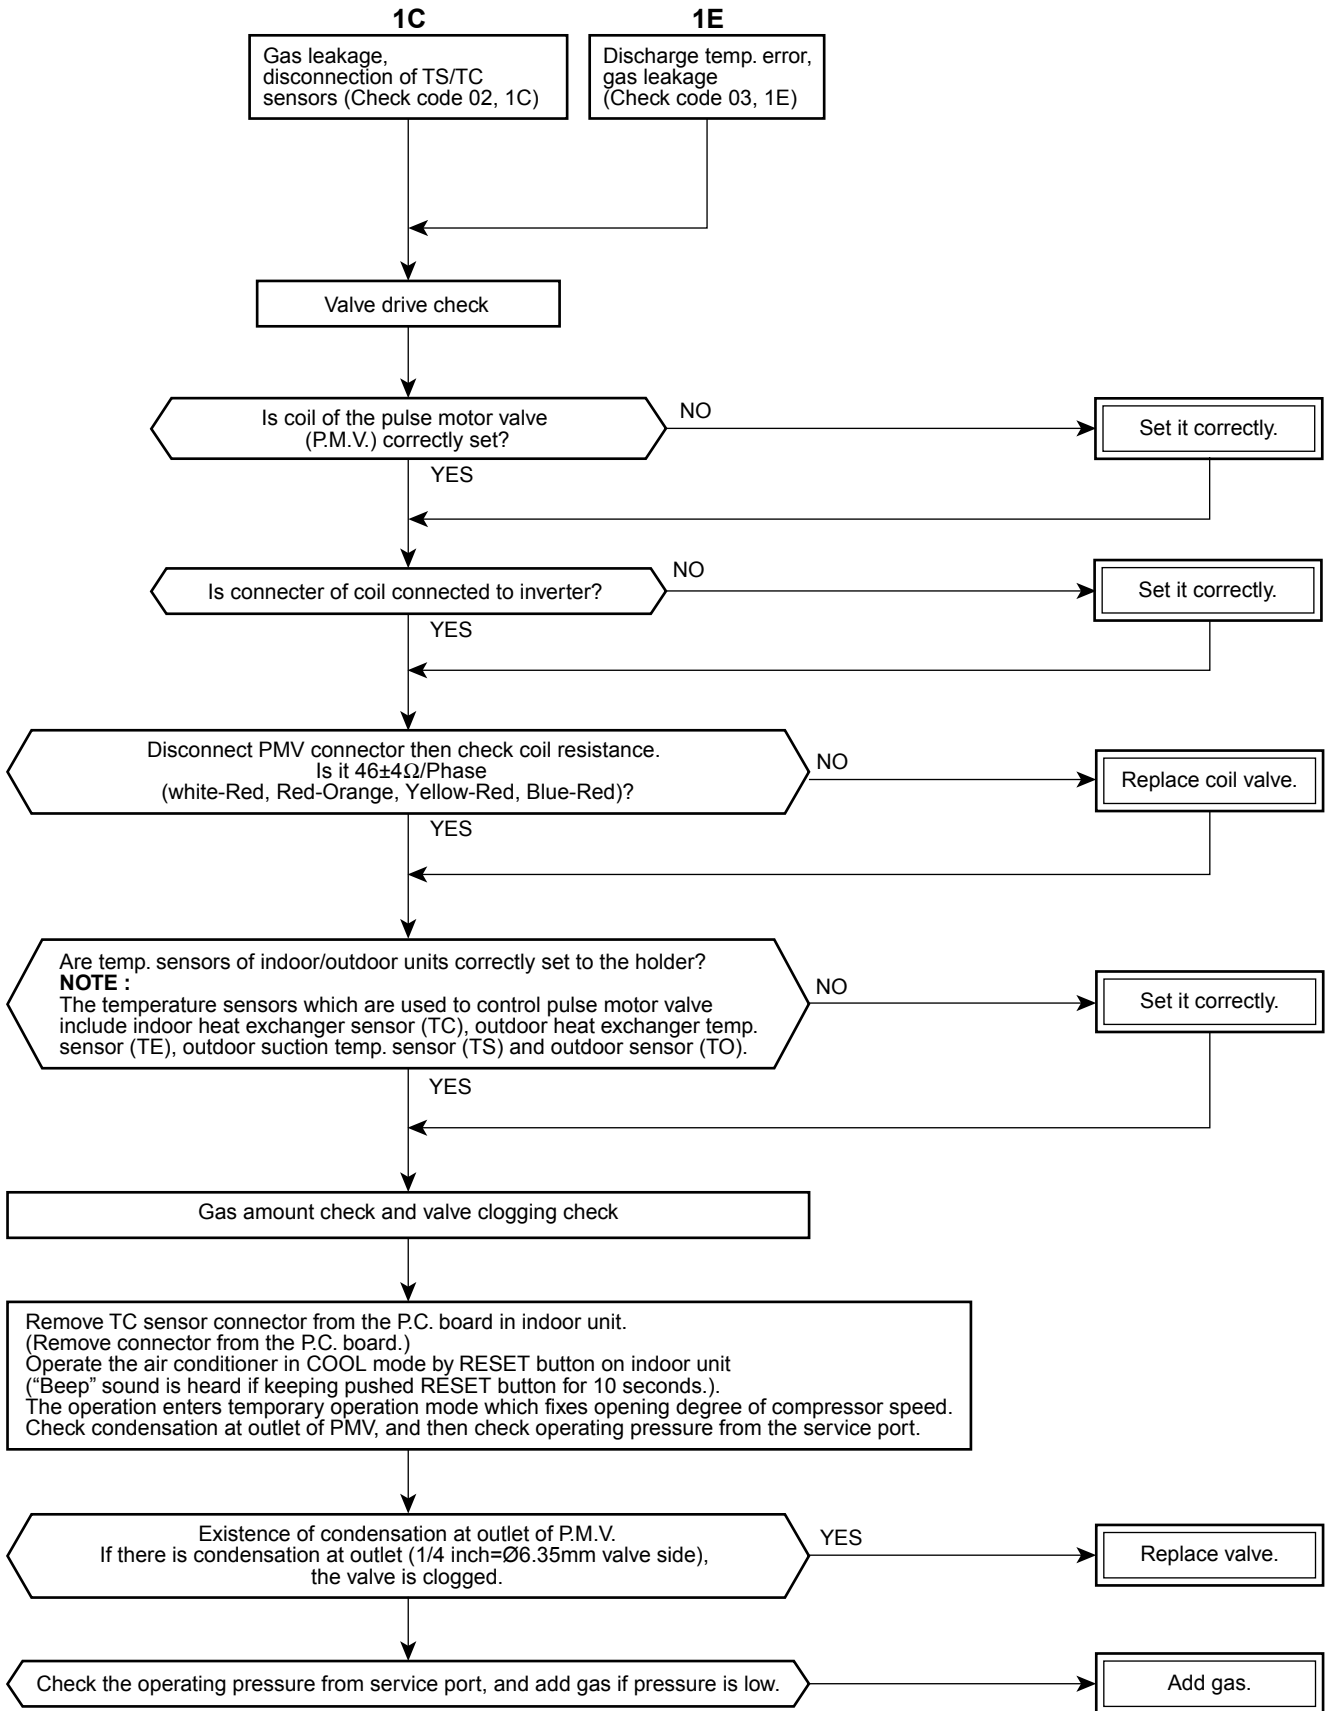 1C
1E
Gas leakage,
disconnection of TS/TC
sensors (Check code 02, 1C)
Discharge temp. error,
gas leakage
(Check code 03, 1E)
Valve drive check
Is coil of the pulse motor valve
(P.M.V.) correctly set?
NO
Set it correctly.
YES
Is connecter of coil connected to inverter?
NO
Set it correctly.
YES
Disconnect PMV connector then check coil resistance.
Is it 46±4Ω/Phase
(white-Red, Red-Orange, Yellow-Red, Blue-Red)?
NO
Replace coil valve.
YES
Are temp. sensors of indoor/outdoor units correctly set to the holder?
NOTE :
The temperature sensors which are used to control pulse motor valve
include indoor heat exchanger sensor (TC), outdoor heat exchanger temp.
sensor (TE), outdoor suction temp. sensor (TS) and outdoor sensor (TO).
NO
Set it correctly.
YES
Gas amount check and valve clogging check
Remove TC sensor connector from the P.C. board in indoor unit.
(Remove connector from the P.C. board.)
Operate the air conditioner in COOL mode by RESET button on indoor unit
(“Beep” sound is heard if keeping pushed RESET button for 10 seconds.).
The operation enters temporary operation mode which fixes opening degree of compressor speed.
Check condensation at outlet of PMV, and then check operating pressure from the service port.
Existence of condensation at outlet of P.M.V.
If there is condensation at outlet (1/4 inch=Ø6.35mm valve side),
the valve is clogged.
YES
Replace valve.
Check the operating pressure from service port, and add gas if pressure is low.
Add gas.